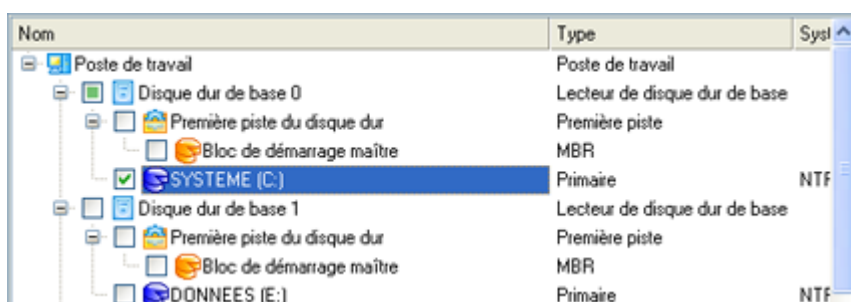 Nom Type Syst
Poste de travail Poste de travail
Disque dur de base 0 Lecteur de disque dur de base
Première piste du disque dur Première piste
Bloc de démarrage maître MBR
SYSTEME (C:) Primaire NTF
Disque dur de base 1 Lecteur de disque dur de base
Première piste du disque dur Première piste
Bloc de démarrage maître MBR
DONNEES (E:) Primaire NTF